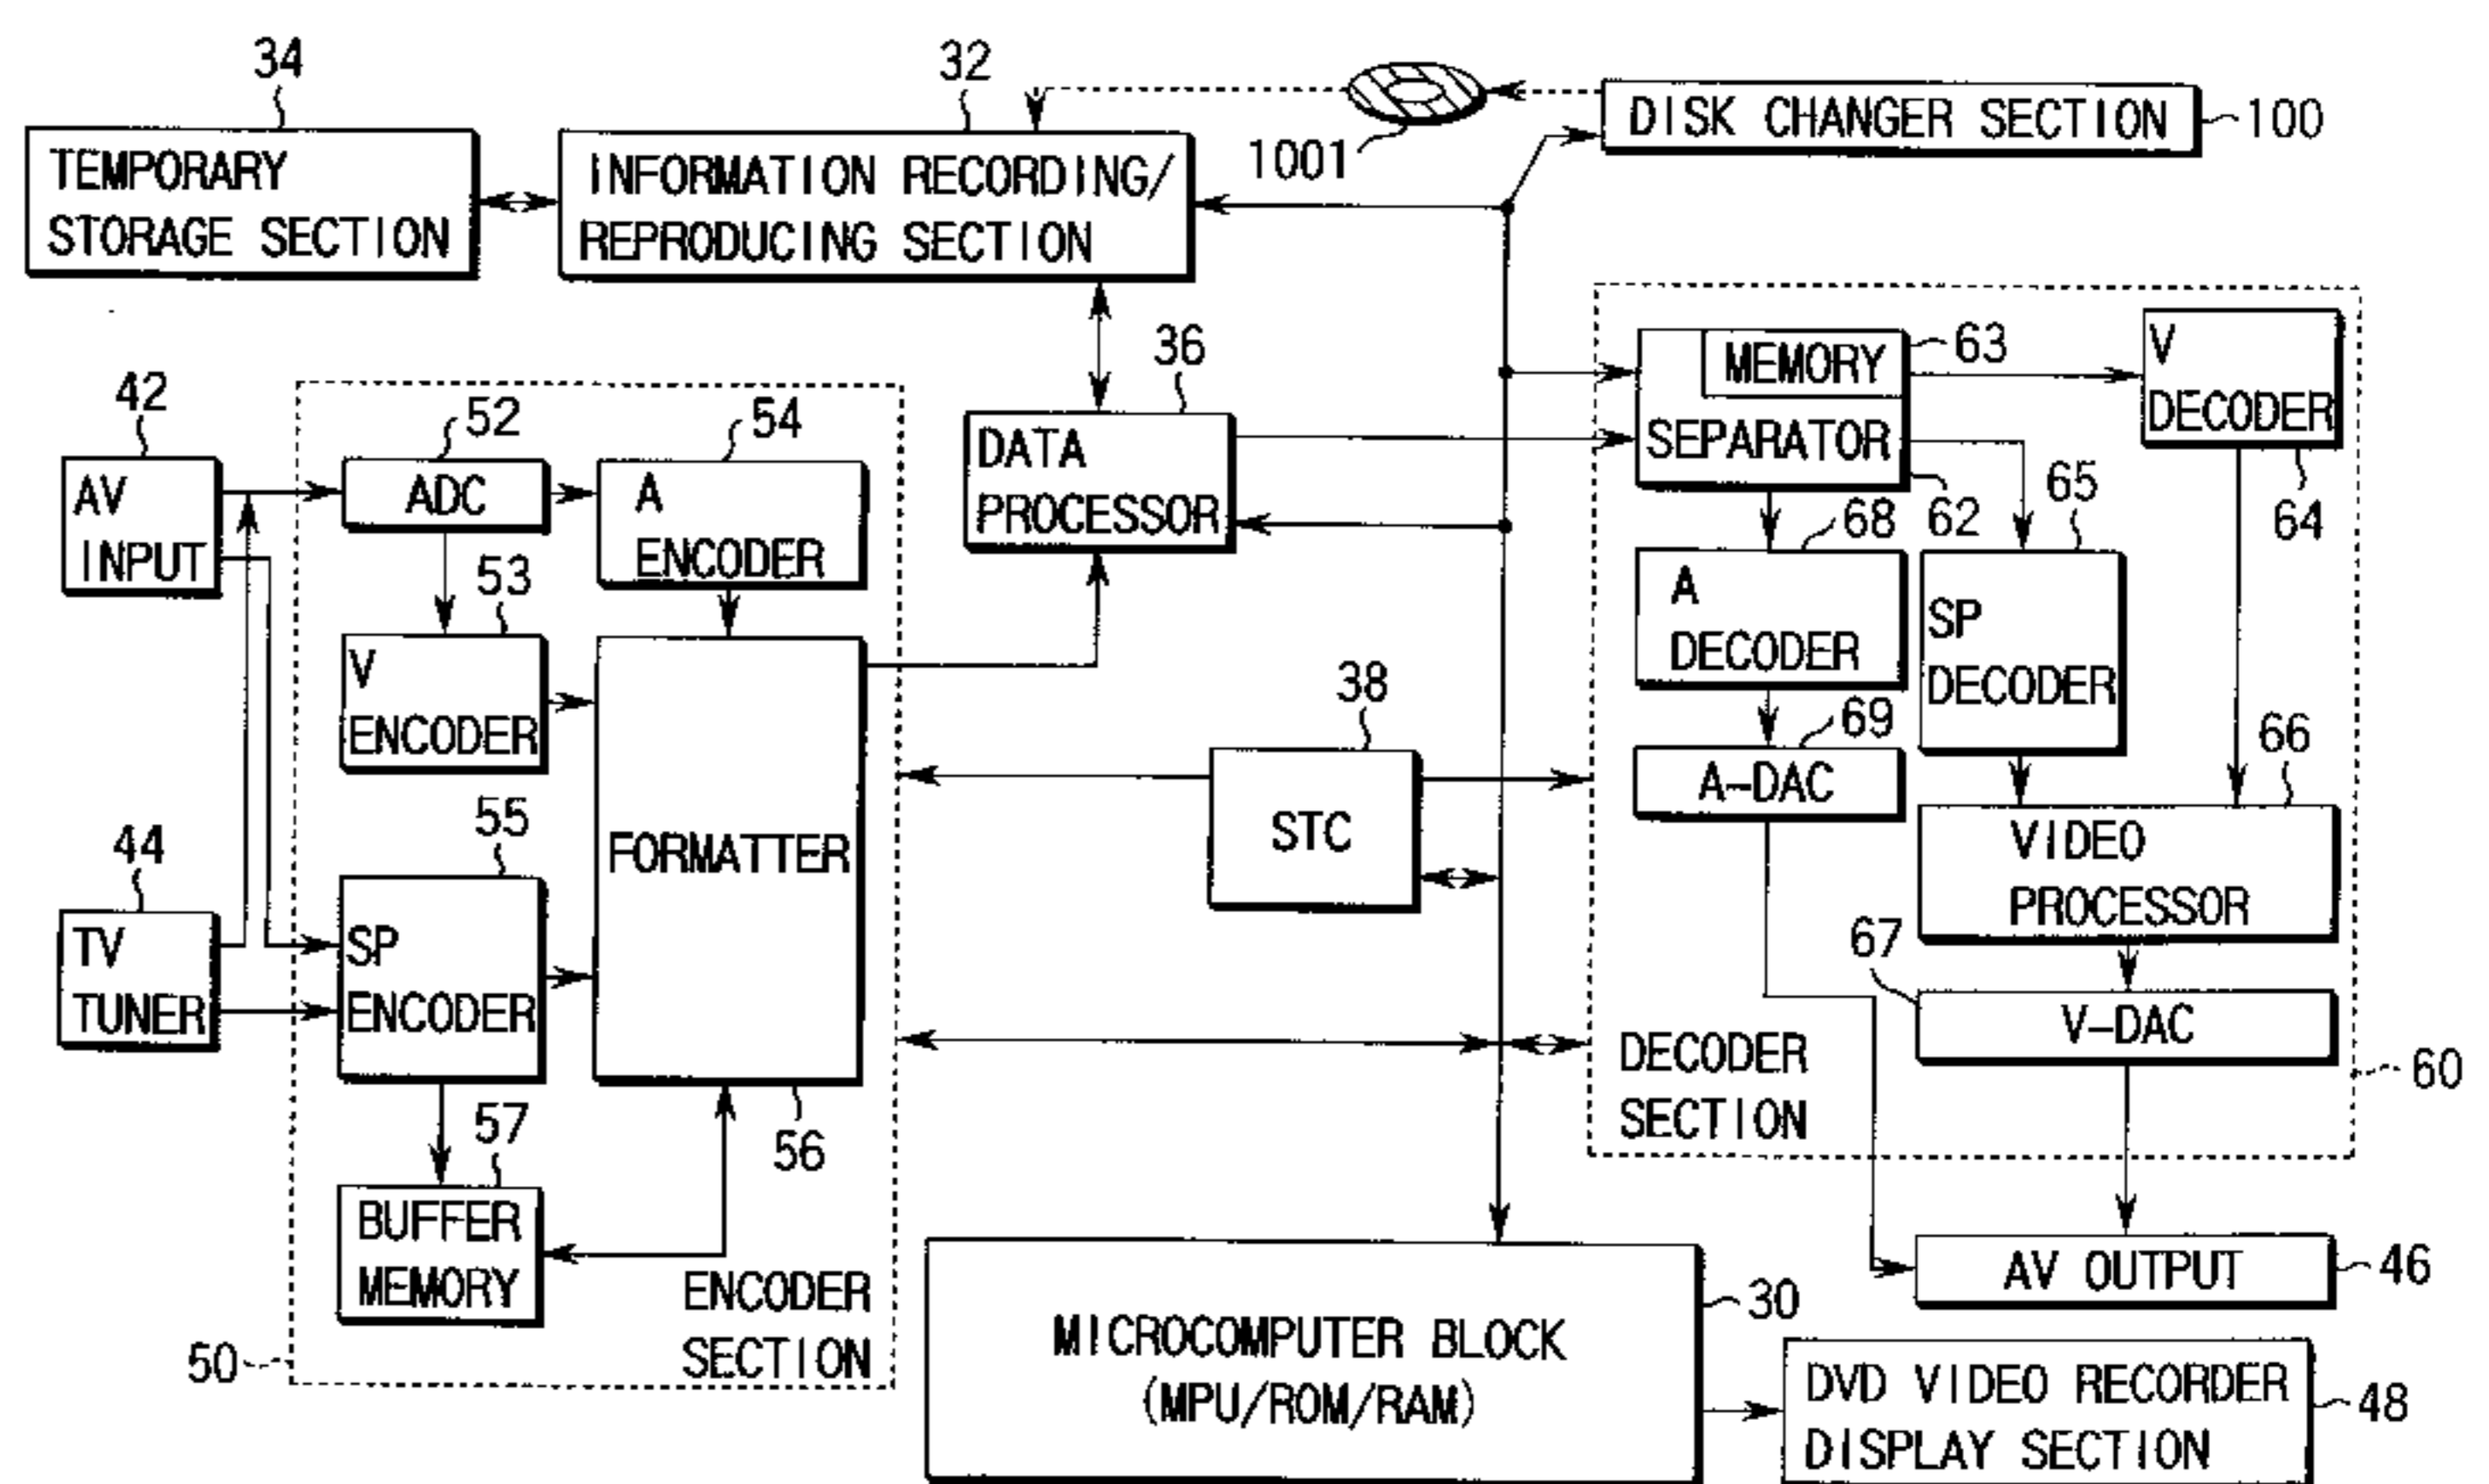 34
32
TEMPORARY
STORAGE SECTION
INFORMATION RECORDING/
REPRODUCING SECTION
1001
DISK CHANGER SECTION
100
42
AV
INPUT
44
TV
TUNER
52
ADC
54
A
ENCODER
53
V
ENCODER
55
SP
ENCODER
FORMATTER
56
57
BUFFER
MEMORY
ENCODER
SECTION
50
36
DATA
PROCESSOR
38
STC
MEMORY
63
SEPARATOR
62
V
DECODER
64
65
SP
DECODER
68
A
DECODER
69
A-DAC
66
VIDEO
PROCESSOR
67
V-DAC
DECODER
SECTION
60
AV OUTPUT
46
MICROCOMPUTER BLOCK
(MPU/ROM/RAM)
30
DVD VIDEO RECORDER
DISPLAY SECTION
48